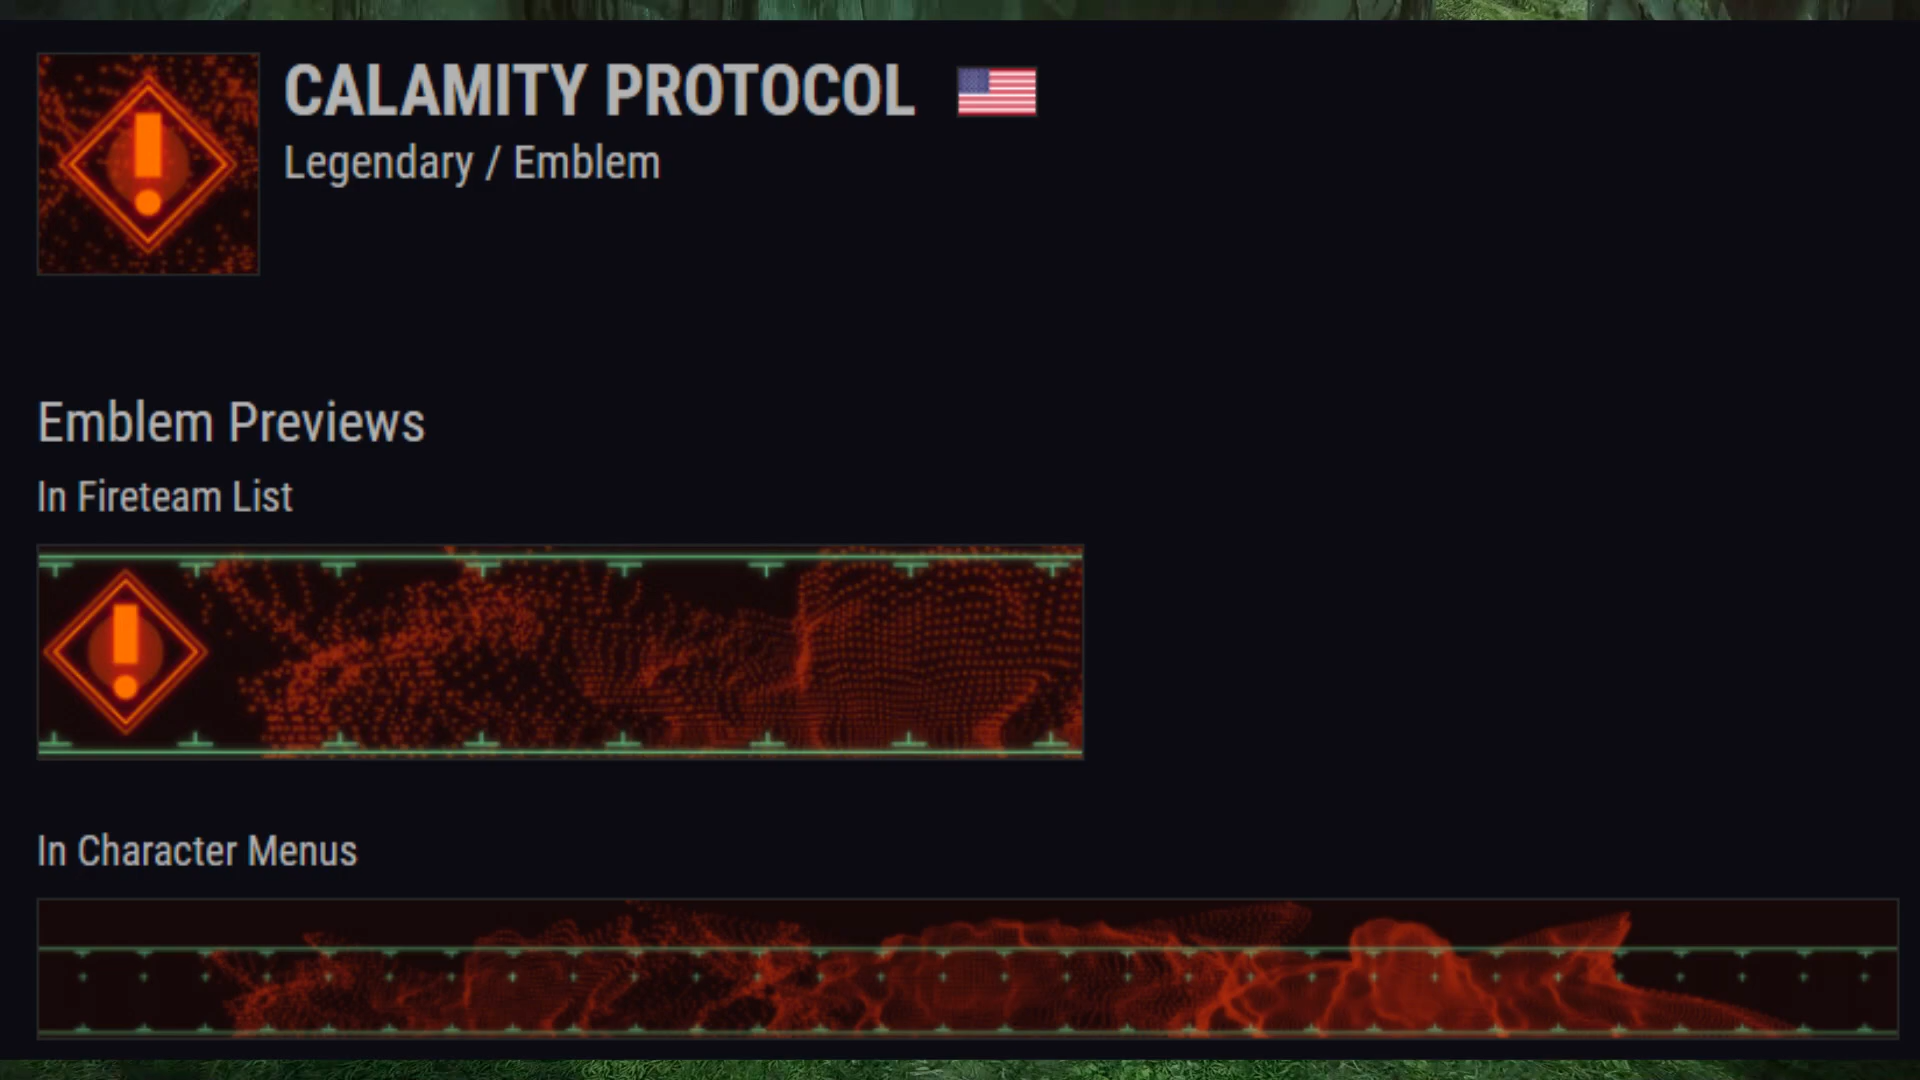 CALAMITY PROTOCOL
Legendary / Emblem
Emblem Previews
In Fireteam List
In Character Menus